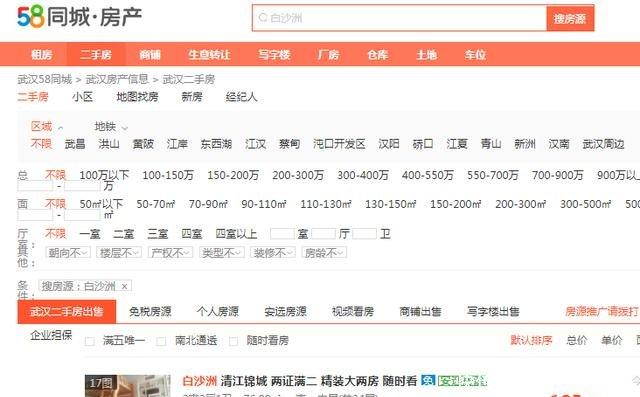 58同城·房产
白沙洲 搜房源
租房 二手房 商铺 生意转让 写字楼 厂房 仓库 土地 车位
武汉58同城 > 武汉房产信息 > 武汉二手房
二手房 小区 地图找房 新房 经纪人
区域 地铁
不限 武昌 洪山 黄陂 江岸 东西湖 江汉 蔡甸 沌口开发区 汉阳 硚口 江夏 青山 新洲 汉南 武汉周边
总 不限 100万以下 100-150万 150-200万 200-300万 300-400万 400-550万 550-700万 700-900万 900万以上
- 万
面 不限 50㎡以下 50-70㎡ 70-90㎡ 90-110㎡ 110-130㎡ 130-150㎡ 150-200㎡ 200-300㎡ 300-500㎡
- ㎡
厅室: 不限 一室 二室 三室 四室 四室以上 室 厅 卫
其他: 朝向不 楼层不 产权不 类型不 装修不 房龄不
条件: 搜房源：白沙洲 x
武汉二手房出售 免税房源 个人房源 安选房源 视频看房 商铺出售 写字楼出售 房源推广请拨打
企业担保 满五唯一 南北通透 随时看房 默认排序 总价 单价
17图 白沙洲 清江锦城 两证满二 精装大两房 随时看 免